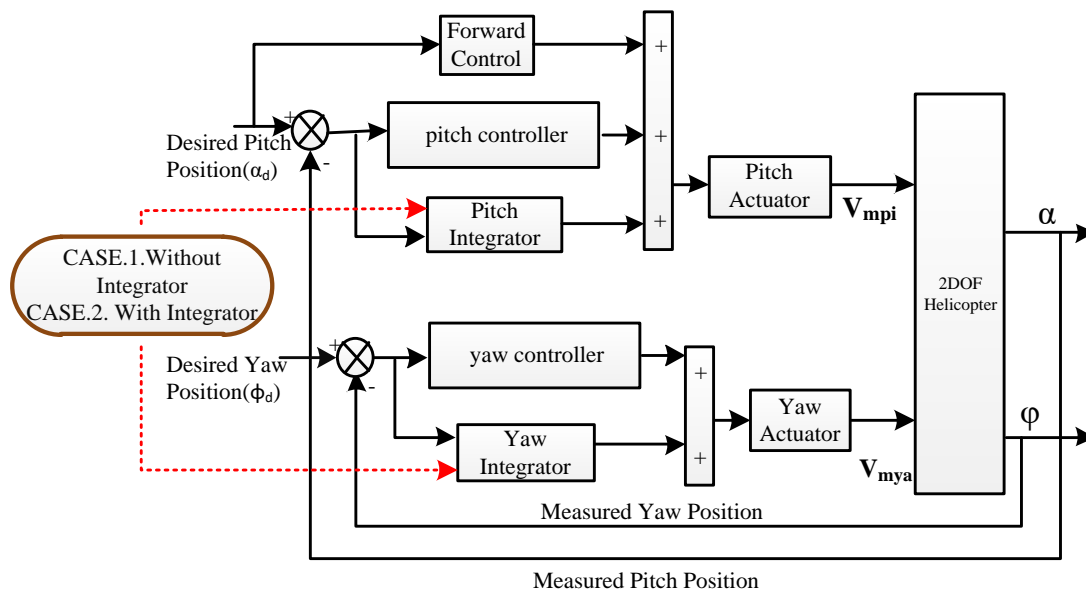 Forward
Control
+
+
Desired Pitch
Position(αd)
-
pitch controller
+
Pitch
Integrator
+
Pitch
Actuator
Vmpi
α
CASE.1.Without
Integrator
CASE.2. With Integrator
2DOF
Helicopter
+
Desired Yaw
Position(ϕd)
-
yaw controller
+
Yaw
Integrator
+
Yaw
Actuator
Vmya
φ
Measured Yaw Position
Measured Pitch Position